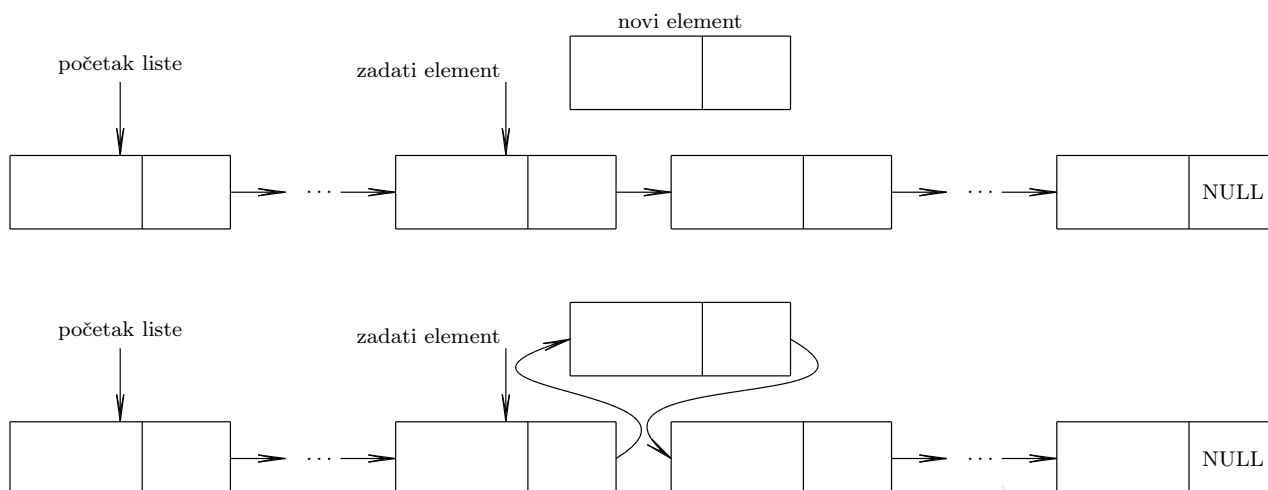 novi element
početak liste
zadati element
...
...
NULL
početak liste
zadati element
...
...
NULL